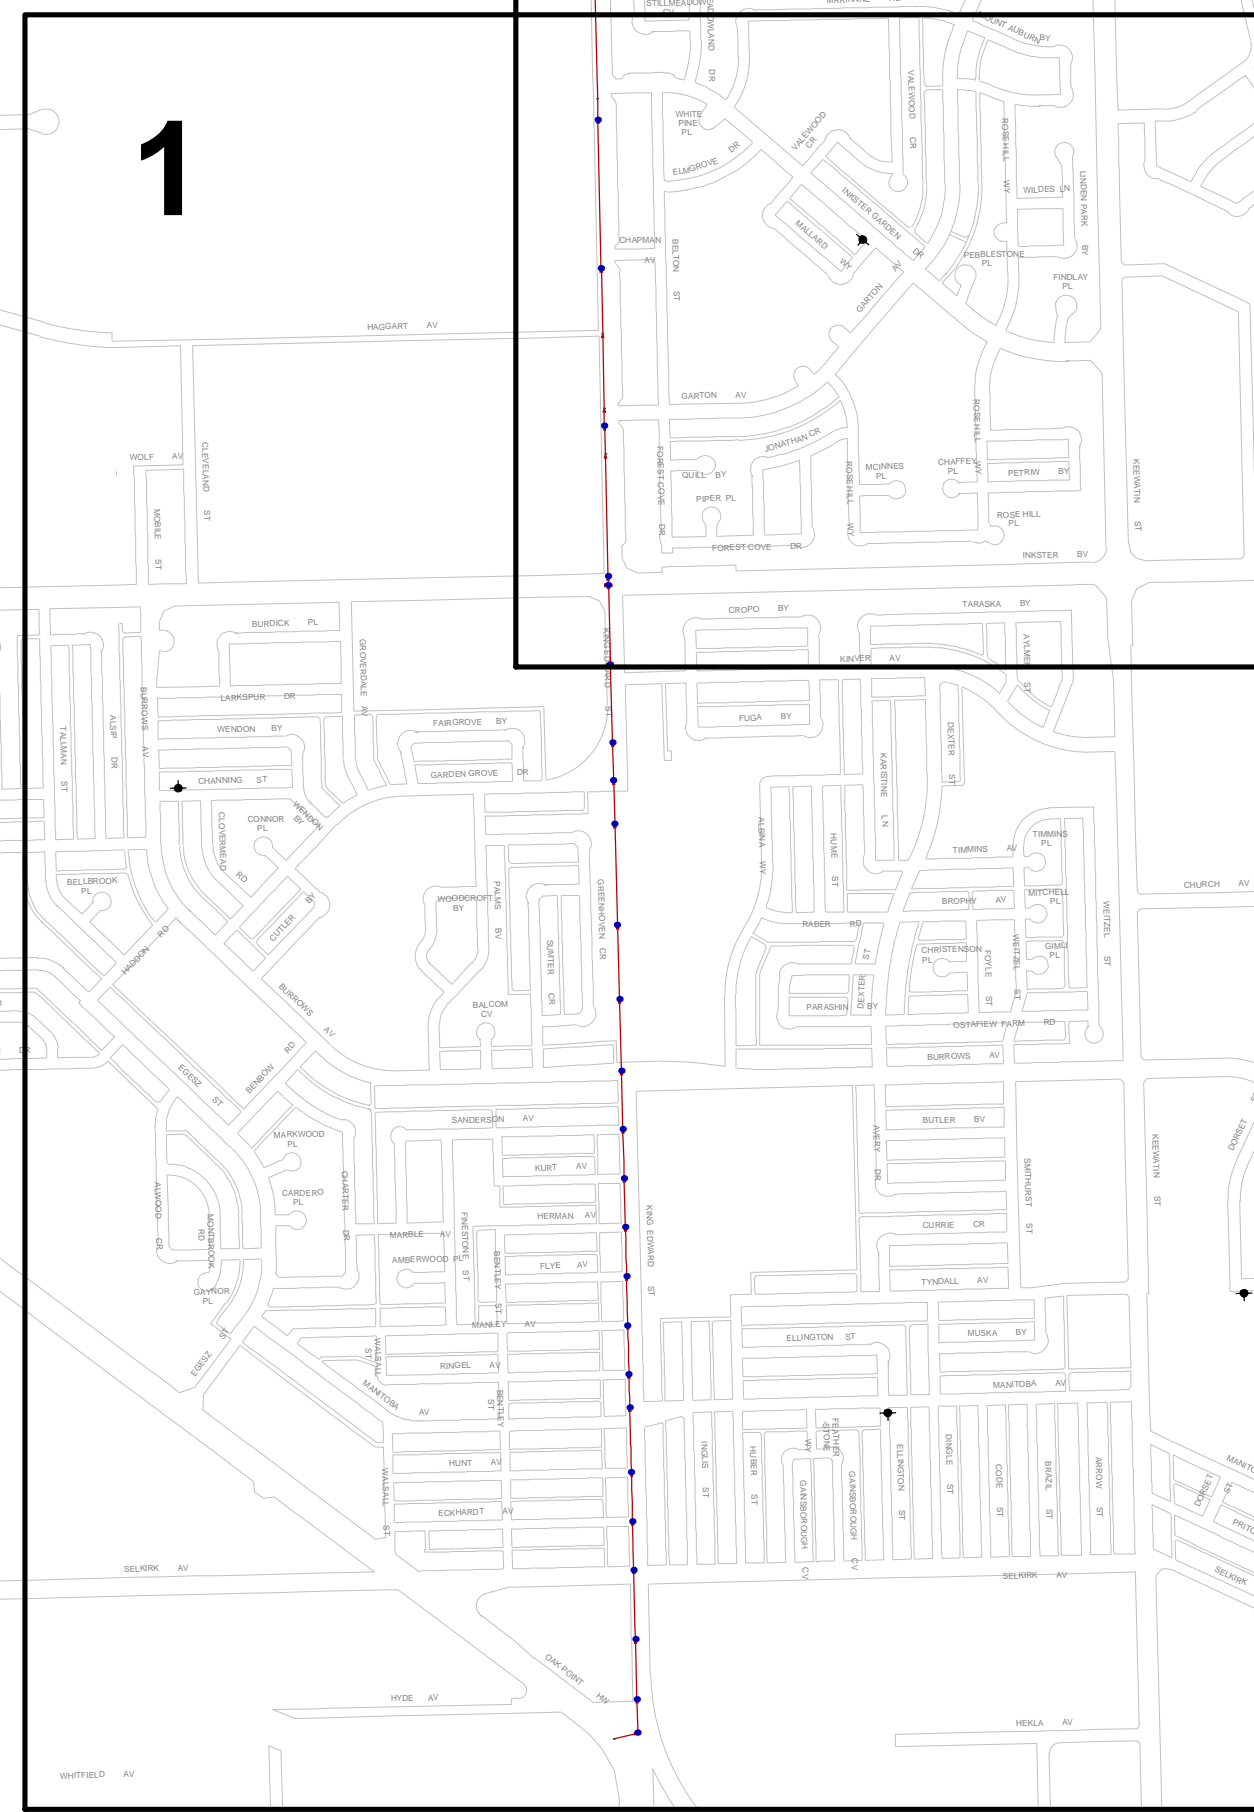 STILLMEADOW
CV
MARIANNE RD
MOUNT AUBURN BY
1
WHITE
PINE
PL
VALEWOOD
CR
VALEWOOD CR
ELMGROVE DR
ROSEHILL WY
WILDES LN
LINDEN PARK BY
INKSTER GARDEN DR
MALLARD WY
CHAPMAN
AV
BELTON ST
PEBBLESTONE
PL
FINDLAY
PL
GARTON AV
HAGGART AV
GARTON AV
ROSEHILL WY
JONATHAN CR
WOLF AV
CLEVELAND ST
FOREST COVE DR
QUILL BY
ROSEHILL WY
MCINNES
PL
CHAFFEY
PL
PETRIW BY
KEEWATIN ST
PIPER PL
MOBILE ST
ROSE HILL
PL
FOREST COVE DR
INKSTER BV
BURDICK PL
CROPO BY
TARASKA BY
KING EDWARD ST
GROVERDALE AV
AYLMER ST
KINVER AV
LARKSPUR DR
BURROWS AV
TALLMAN ST
ALSIP DR
WENDON BY
FAIRGROVE BY
FUGA BY
DEXTER ST
KARISTINE LN
GARDEN GROVE DR
CHANNING ST
WENDON
BY
CONNOR
PL
CLOVERMEAD RD
ALBINA WY
HUME ST
TIMMINS AV
TIMMINS
PL
BELLBROOK
PL
CHURCH AV
WOODCROFT
BY
PALMS BV
GREENHOVEN CR
BROPHY AV
MITCHELL
PL
WEITZEL ST
CUTLER BY
RABER RD
HADDON RD
SUMTER CR
CHRISTENSON
PL
DEXTER ST
FOYLE ST
WEITZEL ST
GIMLI
PL
BURROWS AV
BALCOM
CV
PARASHIN BY
OSTAFIEW FARM RD
DR
BURROWS AV
EGESZ ST
BENBOW RD
SANDERSON AV
BUTLER BV
MARKWOOD
PL
AVERY DR
KEEWATIN ST
DORSET
KURT AV
SMITHURST ST
CARDERO
PL
CHARTER DR
ALWOOD CR
MONTBROOK
RD
FINESTONE ST
HERMAN AV
KING EDWARD ST
CURRIE CR
MARBLE AV
AMBERWOOD PL
BENTLEY ST
FLYE AV
GAYNOR
PL
TYNDALL AV
MANLEY AV
EGESZ ST
ELLINGTON ST
MUSKA BY
WALSALL
ST
RINGEL AV
MANITOBA AV
MANITOBA AV
BENTLEY
ST
FEATHER
STONE
WY
INGLIS ST
HUBER ST
GAINSBOROUGH CV
GAINSBOROUGH CV
ELLINGTON ST
DINGLE ST
CODE ST
BRAZIL ST
ARROW ST
HUNT AV
WALSALL ST
DORSET ST
ECKHARDT AV
SELKIRK AV
SELKIRK AV
SELKIRK
OAK POINT HW
HYDE AV
HEKLA AV
WHITFIELD AV